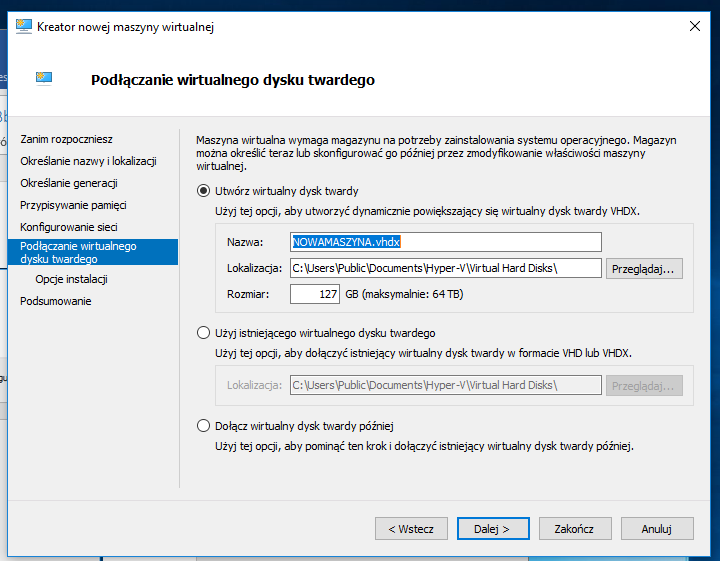 Kreator nowej maszyny wirtualnej
Podłączanie wirtualnego dysku twardego
Zanim rozpoczniesz
Określanie nazwy i lokalizacji
Określanie generacji
Przypisywanie pamięci
Konfigurowanie sieci
Podłączanie wirtualnego
dysku twardego
Opcje instalacji
Podsumowanie
Maszyna wirtualna wymaga magazynu na potrzeby zainstalowania systemu operacyjnego. Magazyn
można określić teraz lub skonfigurować go później przez zmodyfikowanie właściwości maszyny
wirtualnej.
Utwórz wirtualny dysk twardy
Użyj tej opcji, aby utworzyć dynamicznie powiększający się wirtualny dysk twardy VHDX.
Nazwa: NOWAMASZYNA.vhdx
Lokalizacja: C:\Users\Public\Documents\Hyper-V\Virtual Hard Disks\ Przeglądaj...
Rozmiar: 127 GB (maksymalnie: 64 TB)
Użyj istniejącego wirtualnego dysku twardego
Użyj tej opcji, aby dołączyć istniejący wirtualny dysk twardy w formacie VHD lub VHDX.
Lokalizacja: C:\Users\Public\Documents\Hyper-V\Virtual Hard Disks\ Przeglądaj...
Dołącz wirtualny dysk twardy później
Użyj tej opcji, aby pominąć ten krok i dołączyć istniejący wirtualny dysk twardy później.
< Wstecz Dalej > Zakończ Anuluj